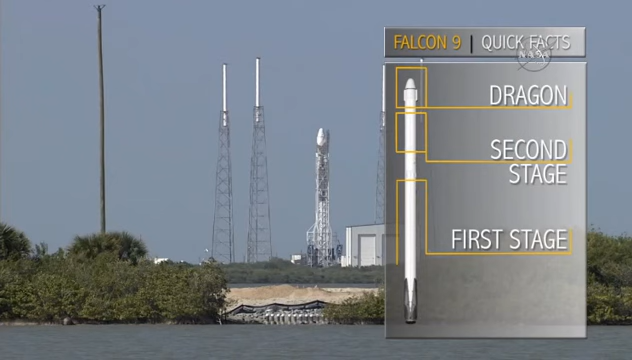 FALCON 9 | QUICK FACTS
NASA
DRAGON
SECOND
STAGE
FIRST STAGE